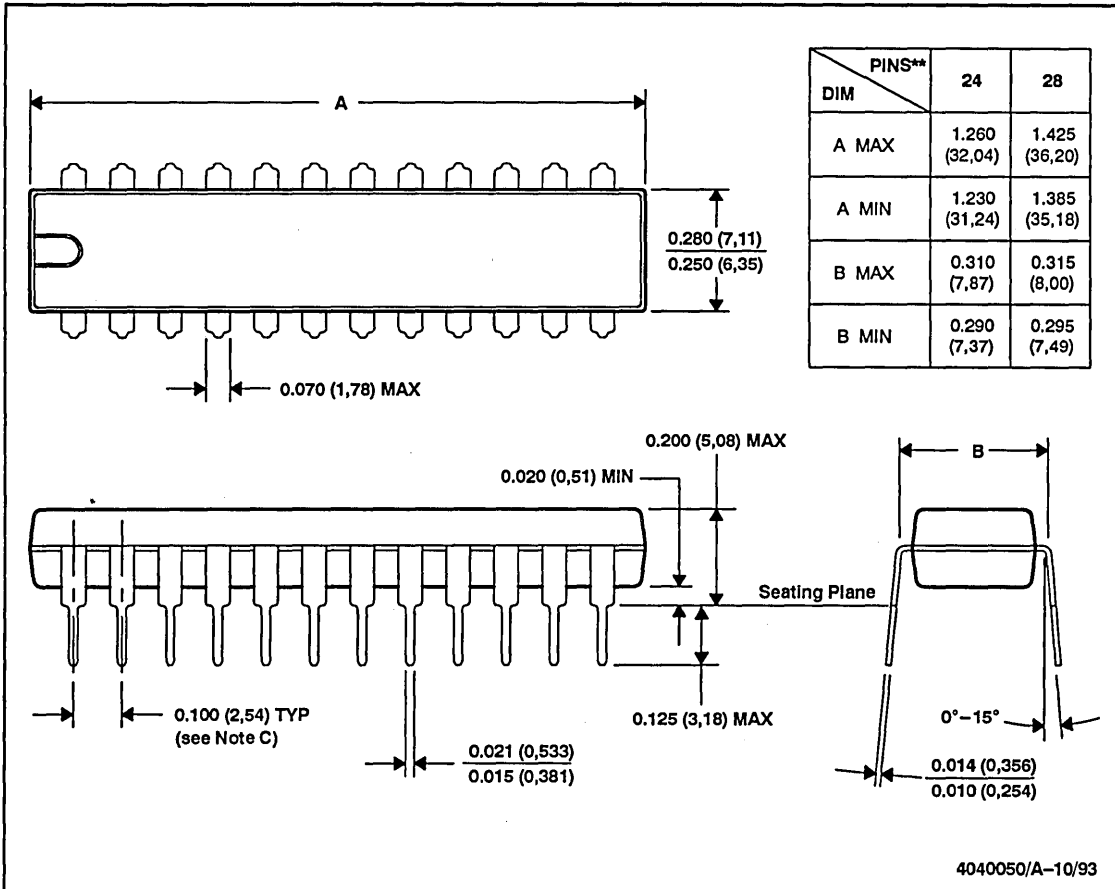 A
PINS**
DIM
24
28
A MAX
1.260
(32,04)
1.425
(36,20)
A MIN
1.230
(31,24)
1.385
(35,18)
B MAX
0.310
(7,87)
0.315
(8,00)
B MIN
0.290
(7,37)
0.295
(7,49)
0.280 (7,11)
0.250 (6,35)
0.070 (1,78) MAX
0.200 (5,08) MAX
0.020 (0,51) MIN
B
Seating Plane
0.100 (2,54) TYP
(see Note C)
0.125 (3,18) MAX
0°–15°
0.021 (0,533)
0.015 (0,381)
0.014 (0,356)
0.010 (0,254)
4040050/A–10/93